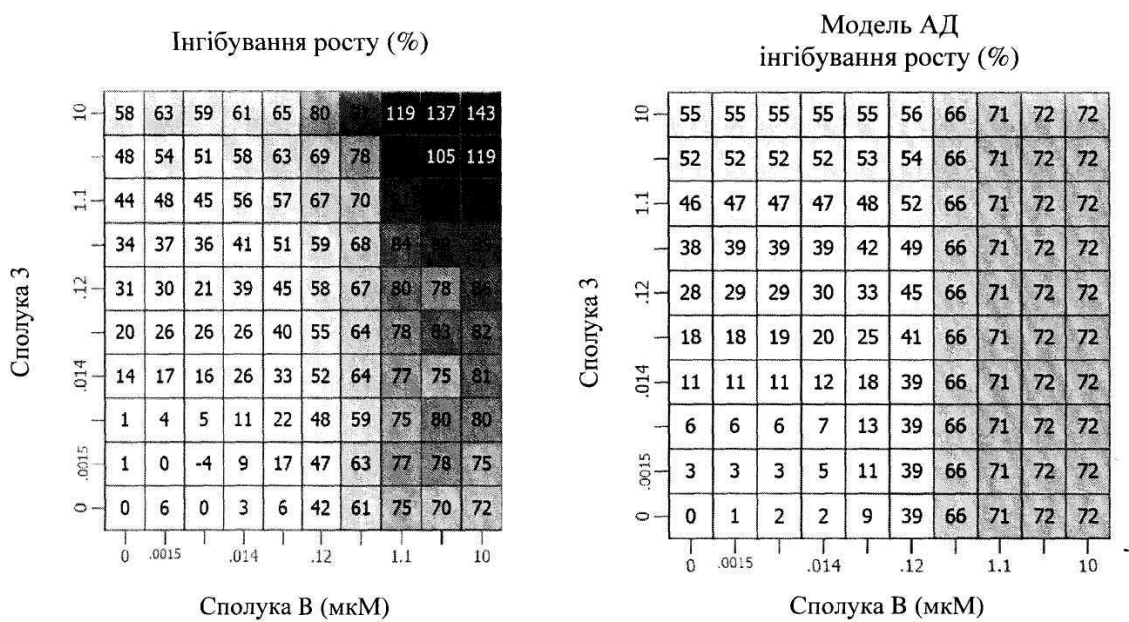 Інгібування росту (%)
10 58 63 59 61 65 80 119 137 143
48 54 51 58 63 69 78 105 119
1.1 44 48 45 56 57 67 70
34 37 36 41 51 59 68 84
.12 31 30 21 39 45 58 67 80 78 86
20 26 26 26 40 55 64 78 83 82
.014 14 17 16 26 33 52 64 77 75 81
1 4 5 11 22 48 59 75 80 80
.0015 1 0 -4 9 17 47 63 77 78 75
0 0 6 0 3 6 42 61 75 70 72
0 .0015 .014 .12 1.1 10
Сполука 3
Сполука В (мкМ)
Модель АД
інгібування росту (%)
10 55 55 55 55 55 56 66 71 72 72
52 52 52 52 53 54 66 71 72 72
1.1 46 47 47 47 48 52 66 71 72 72
38 39 39 39 42 49 66 71 72 72
.12 28 29 29 30 33 45 66 71 72 72
18 18 19 20 25 41 66 71 72 72
.014 11 11 11 12 18 39 66 71 72 72
6 6 6 7 13 39 66 71 72 72
.0015 3 3 3 5 11 39 66 71 72 72
0 0 1 2 2 9 39 66 71 72 72
0 .0015 .014 .12 1.1 10
Сполука 3
Сполука В (мкМ)